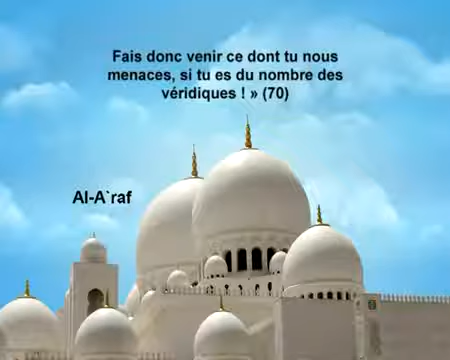 Fais donc venir ce dont tu nous
menaces, si tu es du nombre des
véridiques ! » (70)
Al-A`raf